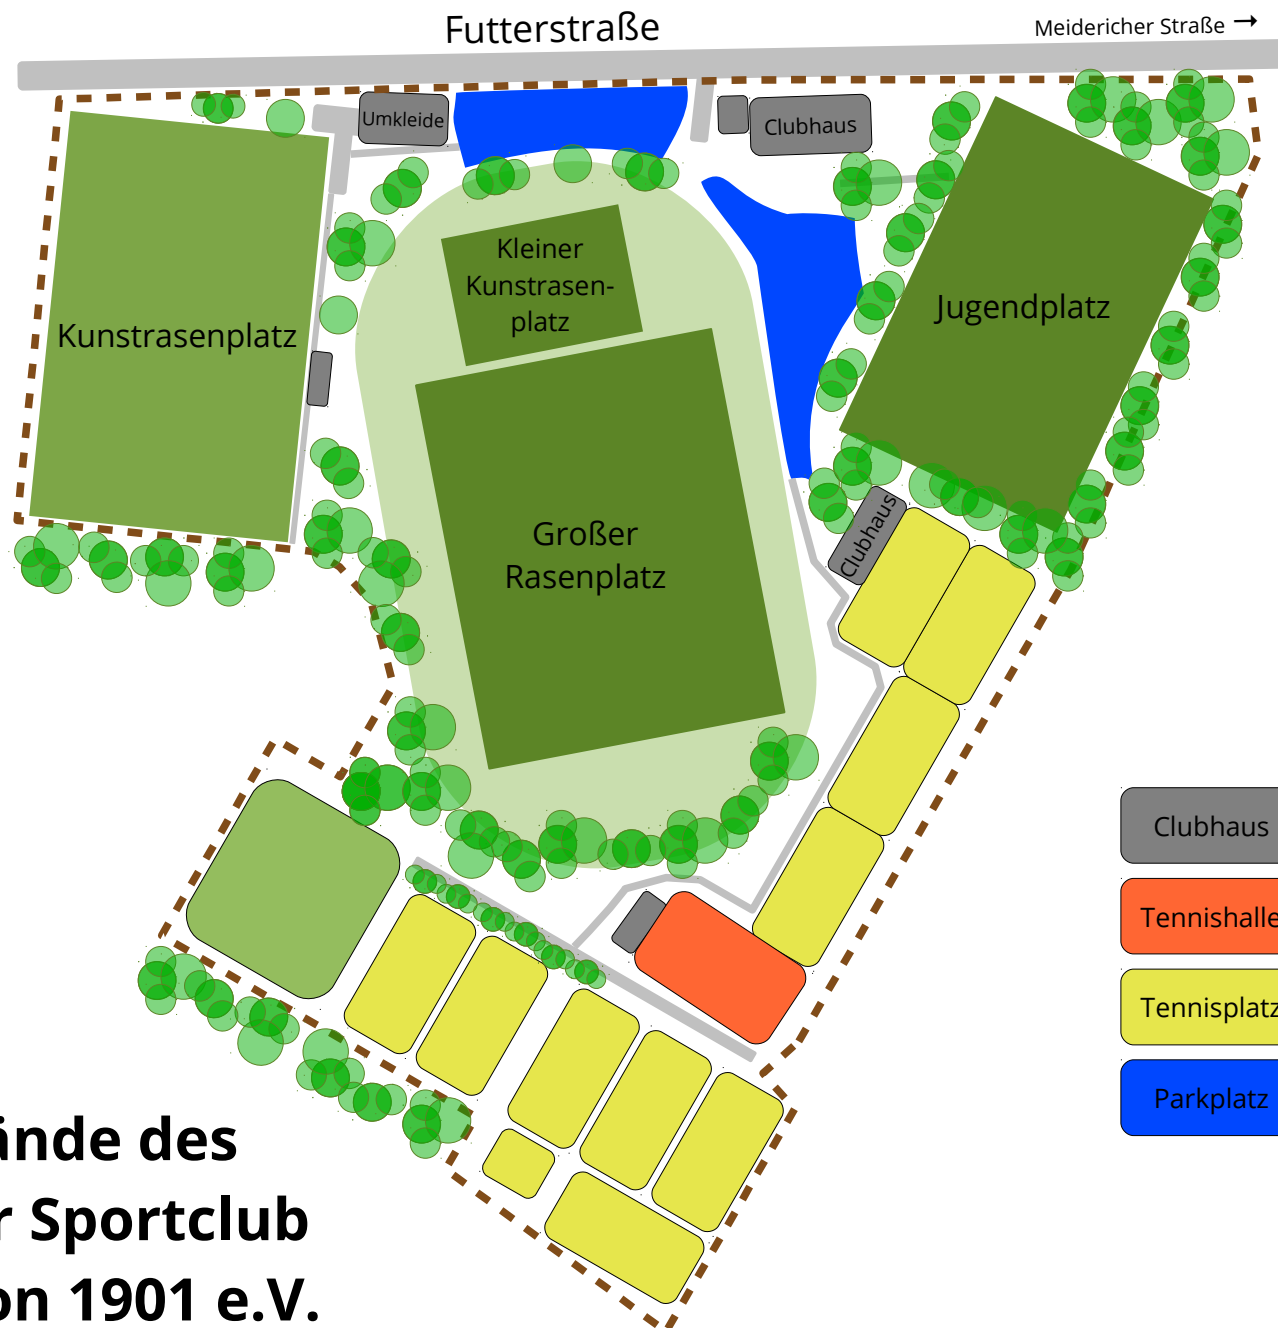 Futterstraße
Meidericher Straße →
Umkleide
Clubhaus
Kleiner
Kunstrasen-
platz
Kunstrasenplatz
Jugendplatz
Großer
Rasenplatz
Clubhaus
Clubhaus
Tennishalle
Tennisplatz
Parkplatz
ände des
r Sportclub
on 1901 e.V.